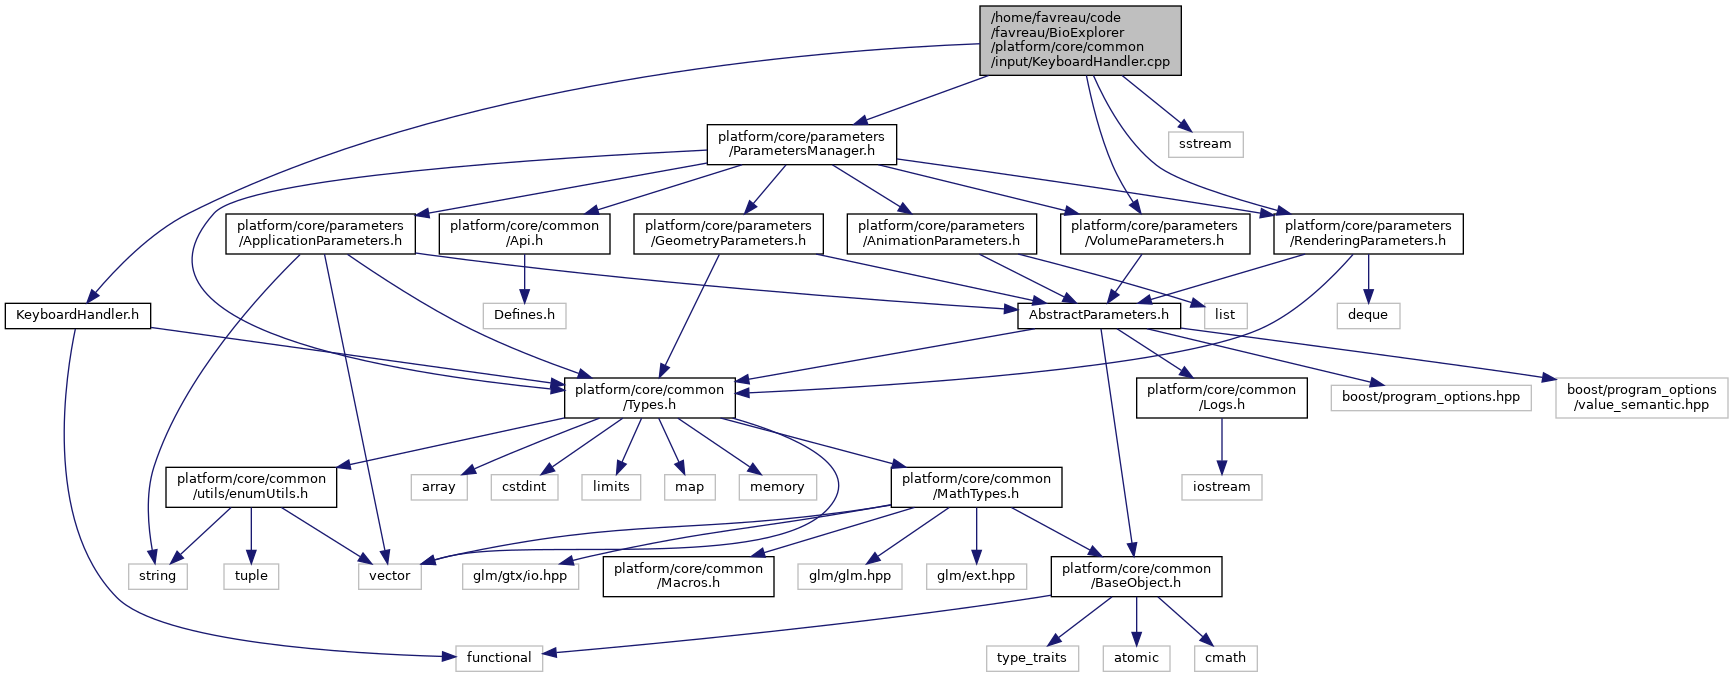 /home/favreau/code
/favreau/BioExplorer
/platform/core/common
/input/KeyboardHandler.cpp
platform/core/parameters
/ParametersManager.h
sstream
platform/core/parameters
/ApplicationParameters.h
platform/core/common
/Api.h
platform/core/parameters
/GeometryParameters.h
platform/core/parameters
/AnimationParameters.h
platform/core/parameters
/VolumeParameters.h
platform/core/parameters
/RenderingParameters.h
KeyboardHandler.h
Defines.h
AbstractParameters.h
list
deque
platform/core/common
/Types.h
platform/core/common
/Logs.h
boost/program_options.hpp
boost/program_options
/value_semantic.hpp
platform/core/common
/utils/enumUtils.h
array
cstdint
limits
map
memory
platform/core/common
/MathTypes.h
iostream
string
tuple
vector
glm/gtx/io.hpp
platform/core/common
/Macros.h
glm/glm.hpp
glm/ext.hpp
platform/core/common
/BaseObject.h
functional
type_traits
atomic
cmath